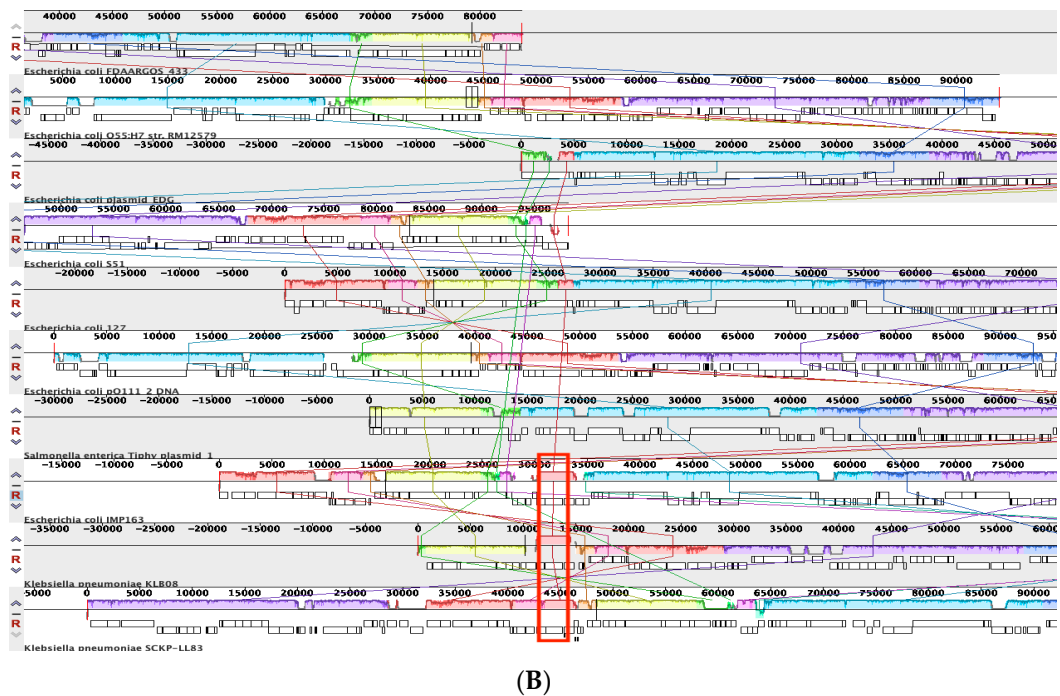 40000 45000 50000 55000 60000 65000 70000 75000 80000
R
Escherichia coli FDAARGOS_433
5000 10000 15000 20000 25000 30000 35000 40000 45000 50000 55000 60000 65000 70000 75000 80000 85000 90000
R
Escherichia coli O55:H7 str. RM12579
-45000 -40000 -35000 -30000 -25000 -20000 -15000 -10000 -5000 0 5000 10000 15000 20000 25000 30000 35000 40000 45000 50
R
Escherichia coli plasmid EDG
50000 55000 60000 65000 70000 75000 80000 85000 90000 95000
R
Escherichia coli S51
-20000 -15000 -10000 -5000 0 5000 10000 15000 20000 25000 30000 35000 40000 45000 50000 55000 60000 65000 70000
R
Escherichia coli 127
0 5000 10000 15000 20000 25000 30000 35000 40000 45000 50000 55000 60000 65000 70000 75000 80000 85000 90000 950
R
Escherichia coli pO111_2 DNA
-30000 -25000 -20000 -15000 -10000 -5000 0 5000 10000 15000 20000 25000 30000 35000 40000 45000 50000 55000 60000 650
R
Salmonella enterica Tiphy plasmid 1
-15000 -10000 -5000 0 5000 10000 15000 20000 25000 30000 35000 40000 45000 50000 55000 60000 65000 70000 75000
R
Escherichia coli IMP163
-35000 -30000 -25000 -20000 -15000 -10000 -5000 0 5000 10000 15000 20000 25000 30000 35000 40000 45000 50000 55000 600
R
Klebsiella pneumoniae KLB08
5000 0 5000 10000 15000 20000 25000 30000 35000 40000 45000 50000 55000 60000 65000 70000 75000 80000 85000 90000
R
Klebsiella pneumoniae SCKP-LL83
(B)